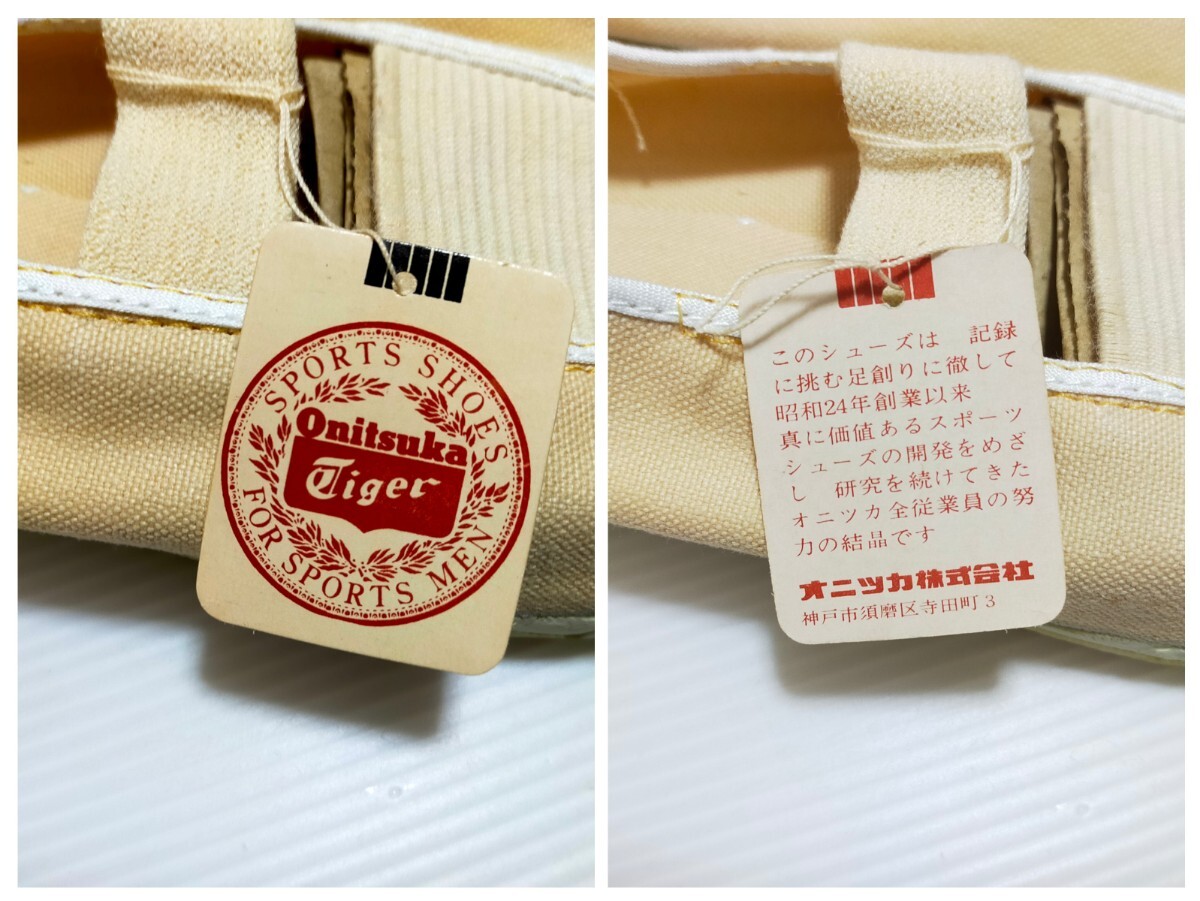 SPORTS SHOES
Onitsuka
Tiger
FOR SPORTS MEN
このシューズは　記録
に挑む足創りに徹して
昭和24年創業以来
真に価値あるスポーツ
シューズの開発をめざ
し　研究を続けてきた
オニツカ全従業員の努
力の結晶です
オニツカ株式会社
神戸市須磨区寺田町3